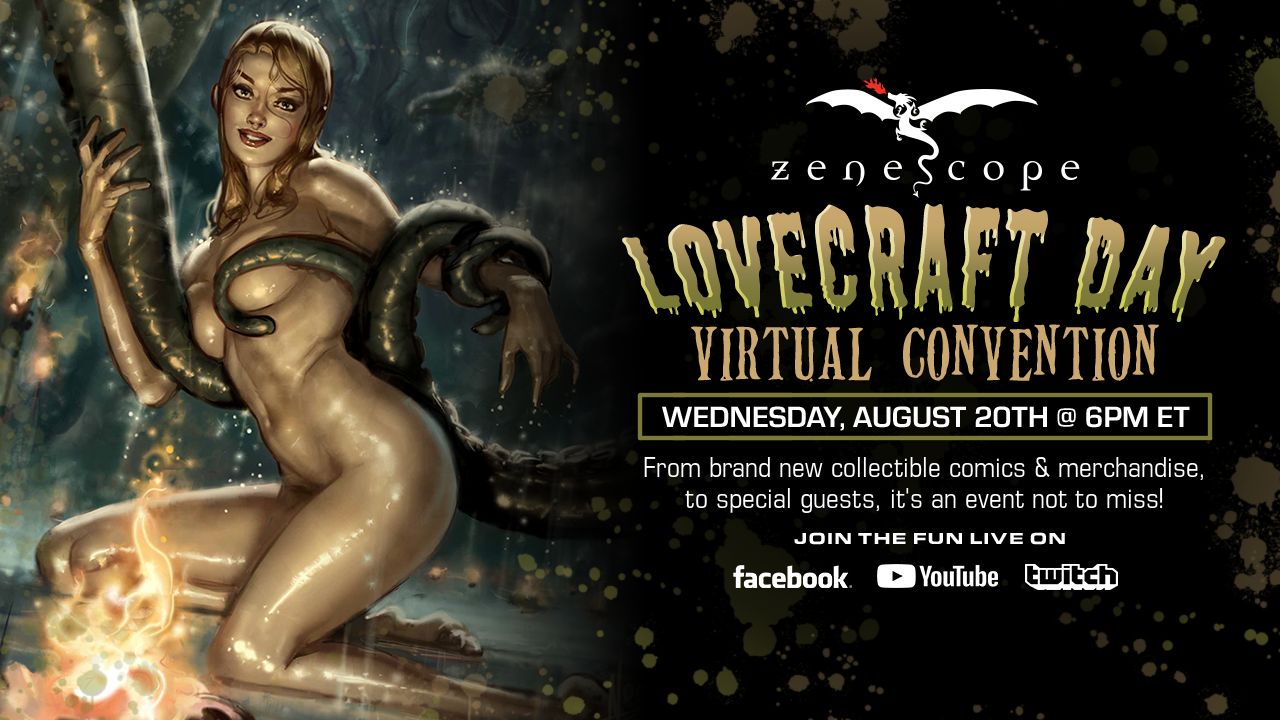 zenescope
LOVECRAFT DAY
VIRTUAL CONVENTION
WEDNESDAY, AUGUST 20TH @ 6PM ET
From brand new collectible comics & merchandise,
to special guests, it's an event not to miss!
JOIN THE FUN LIVE ON
facebook YouTube twitch